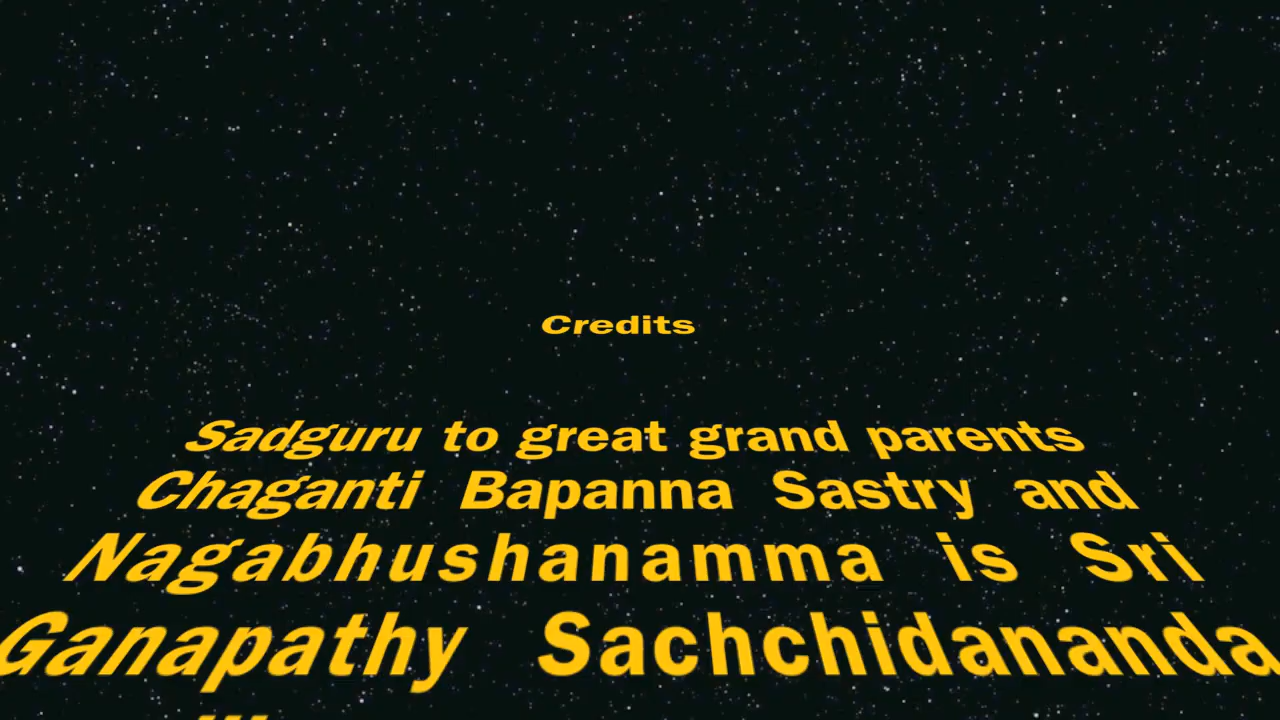 Credits
Sadguru to great grand parents
Chaganti Bapanna Sastry and
Nagabhushanamma is Sri
Ganapathy Sachchidananda